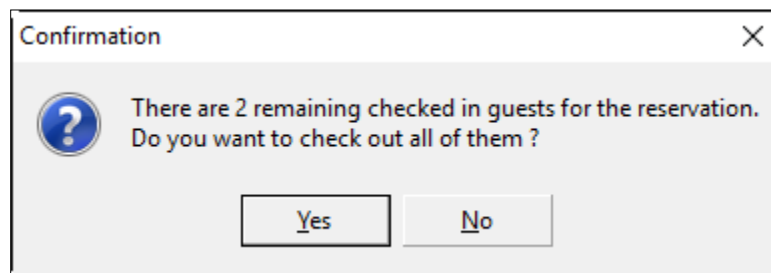 Confirmation
There are 2 remaining checked in guests for the reservation.
Do you want to check out all of them ?
Yes
No